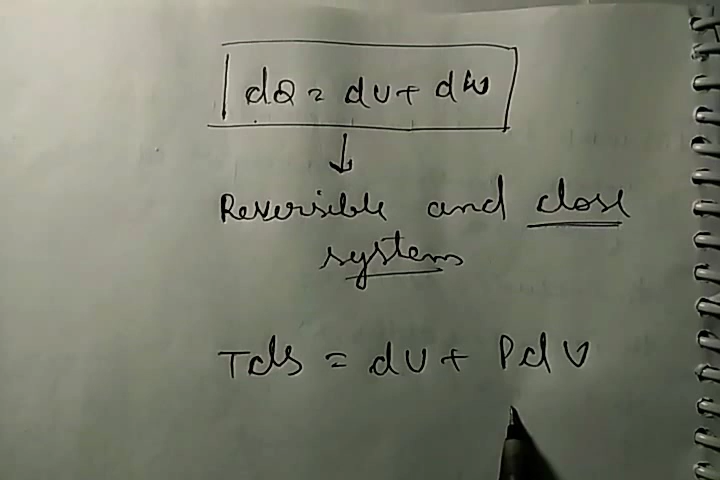 dQ = dU + dW
↓
Reversible and close
system
Tds = dU + PdV